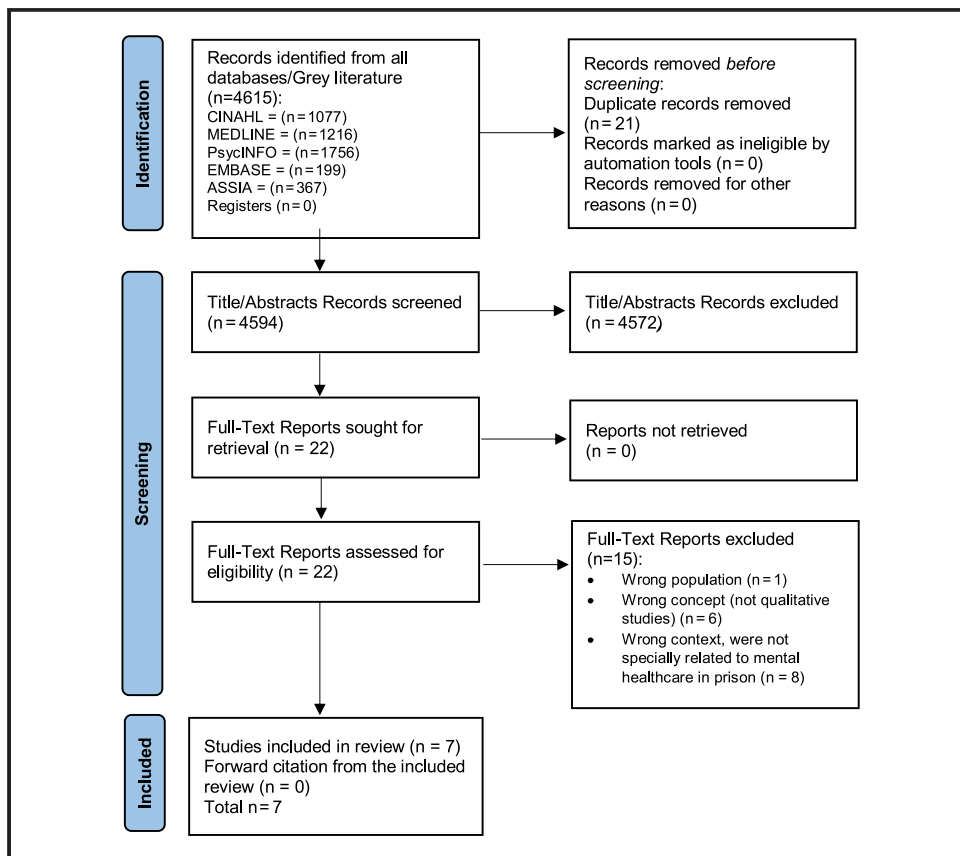 Identification
Records identified from all
databases/Grey literature
(n=4615):
CINAHL = (n=1077)
MEDLINE = (n=1216)
PsycINFO = (n=1756)
EMBASE = (n=199)
ASSIA = (n=367)
Registers (n=0)
Records removed before
screening:
Duplicate records removed
(n=21)
Records marked as ineligible by
automation tools (n=0)
Records removed for other
reasons (n=0)
Screening
Title/Abstracts Records screened
(n=4594)
Title/Abstracts Records excluded
(n=4572)
Full-Text Reports sought for
retrieval (n = 22)
Reports not retrieved
(n = 0)
Full-Text Reports assessed for
eligibility (n = 22)
Full-Text Reports excluded
(n=15):
• Wrong population (n=1)
• Wrong concept (not qualitative
studies) (n=6)
• Wrong context, were not
specially related to mental
healthcare in prison (n=8)
Included
Studies included in review (n = 7)
Forward citation from the included
review (n = 0)
Total n=7